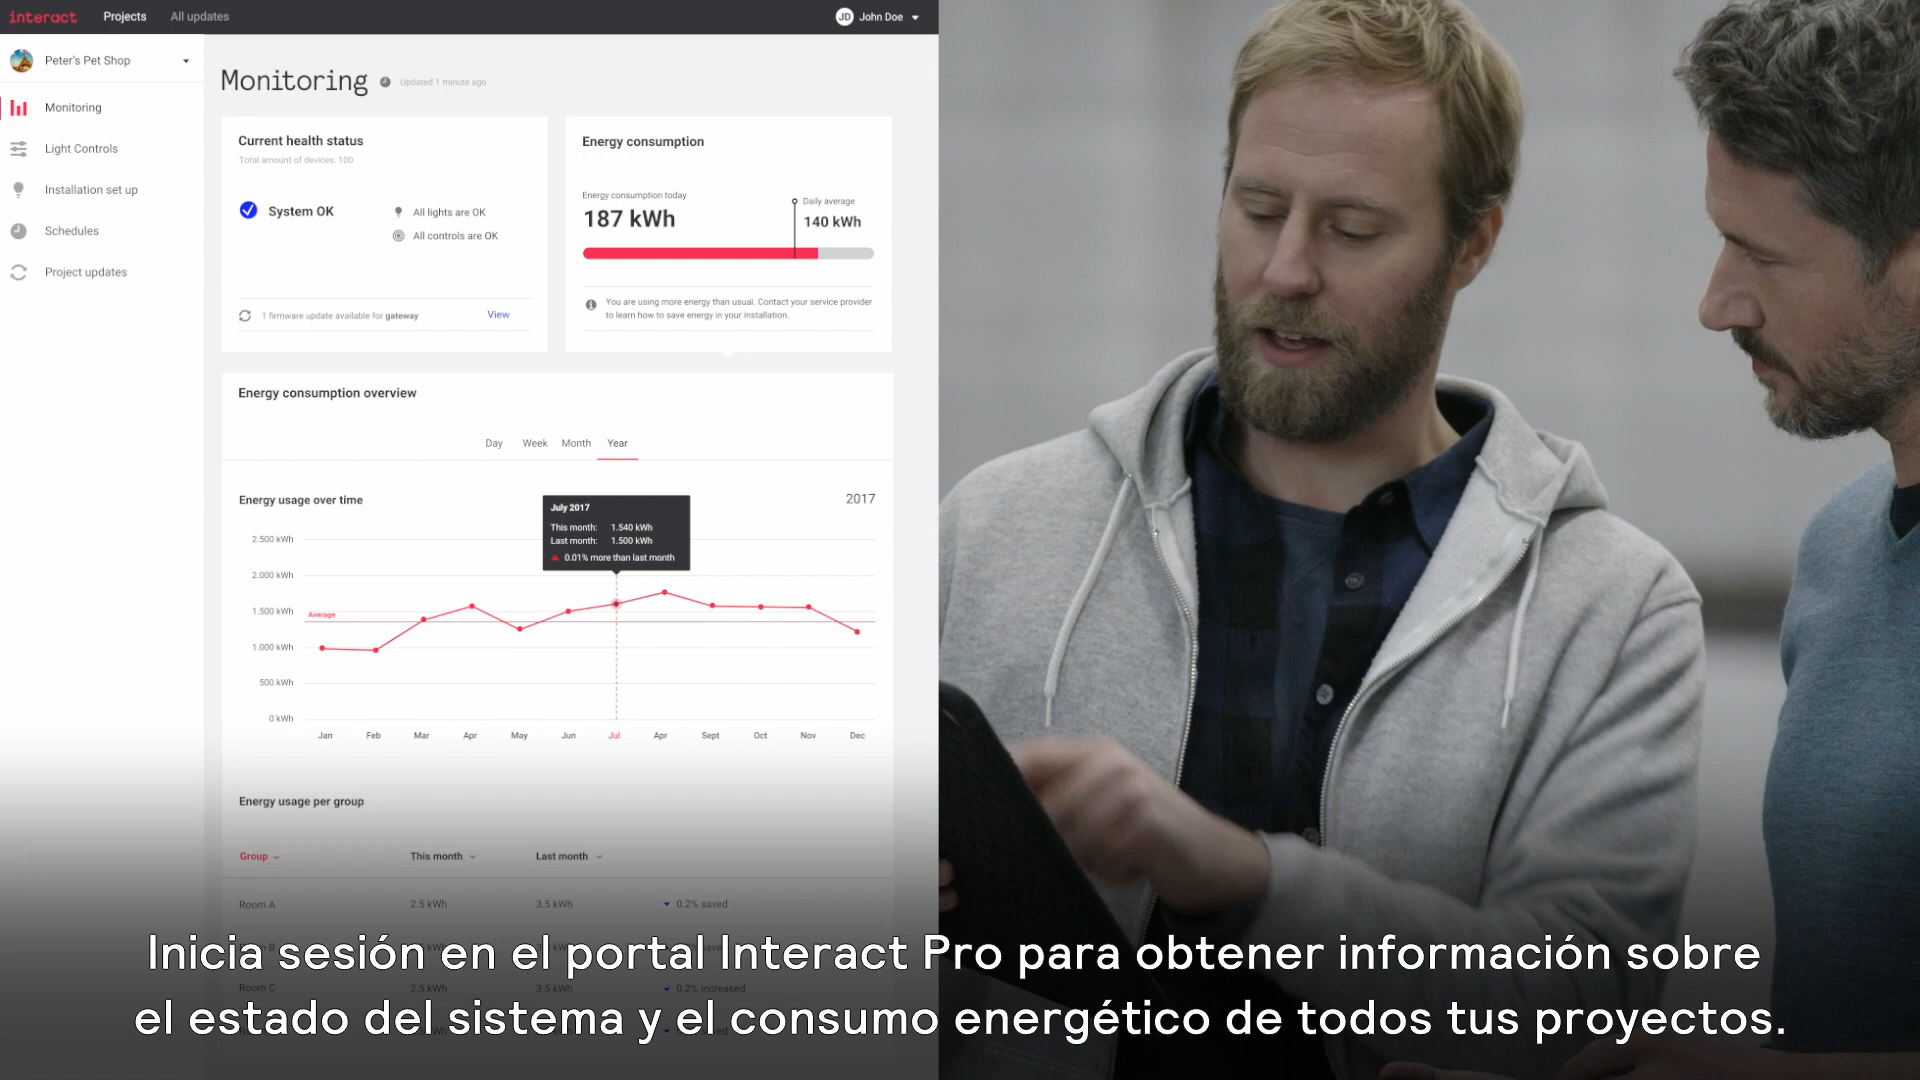 interact
Projects
All updates
JD
John Doe
Peter's Pet Shop
Monitoring
Light Controls
Installation set up
Schedules
Project updates
Monitoring
Updated 1 minute ago
Current health status
Total amount of devices: 100
System OK
All lights are OK
All controls are OK
1 firmware update available for gateway
View
Energy consumption
Energy consumption today
187 kWh
Daily average
140 kWh
You are using more energy than usual. Contact your service provider
to learn how to save energy in your installation.
Energy consumption overview
Day Week Month Year
Energy usage over time
2017
July 2017
This month: 1.540 kWh
Last month: 1.500 kWh
0.01% more than last month
2.500 kWh
2.000 kWh
1.500 kWh
Average
1.000 kWh
500 kWh
0 kWh
Jan Feb Mar Apr May Jun Jul Apr Sept Oct Nov Dec
Energy usage per group
Group This month Last month
Room A 2.5 kWh 3.5 kWh 0.2% saved
Room C 2.5 kWh 3.5 kWh 0.2% increased
Inicia sesión en el portal Interact Pro para obtener información sobre
el estado del sistema y el consumo energético de todos tus proyectos.